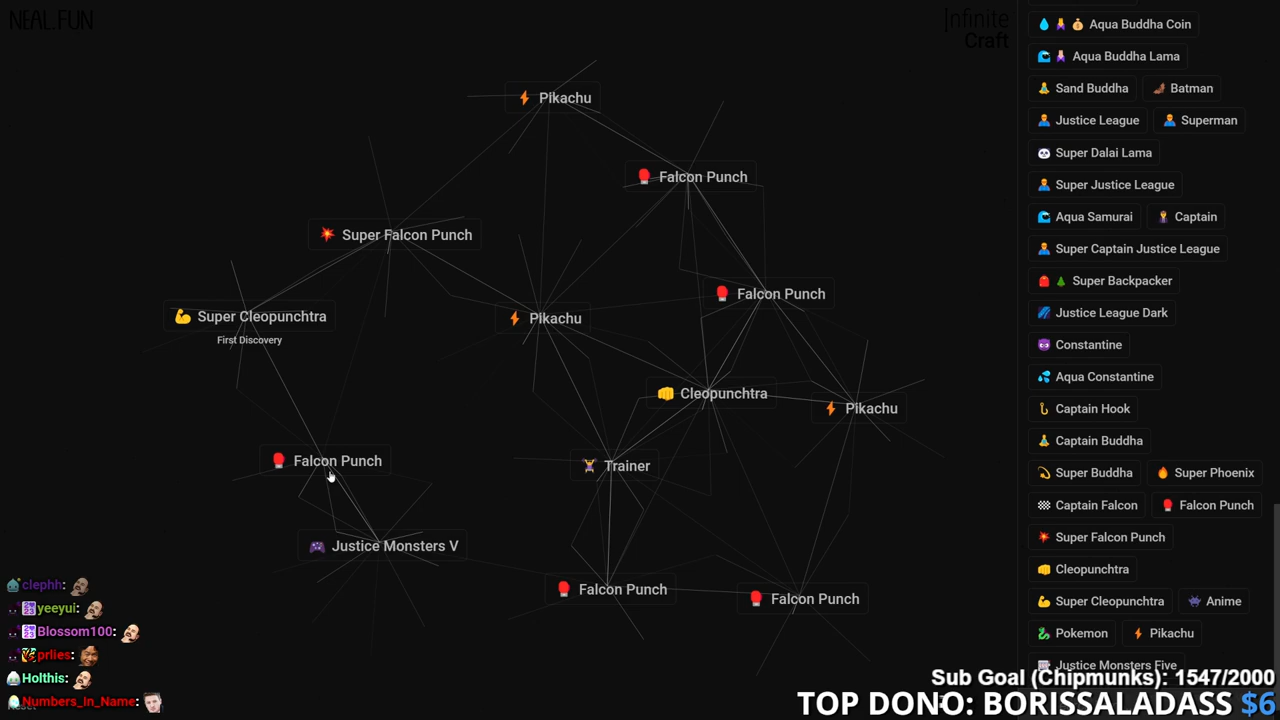 NEAL.FUN
Infinite
Craft
Pikachu
Falcon Punch
Super Falcon Punch
Falcon Punch
Super Cleopunchtra
First Discovery
Pikachu
Cleopunchtra
Pikachu
Falcon Punch
Trainer
Justice Monsters V
Falcon Punch
Falcon Punch
Aqua Buddha Coin
Aqua Buddha Lama
Sand Buddha Batman
Justice League Superman
Super Dalai Lama
Super Justice League
Aqua Samurai Captain
Super Captain Justice League
Super Backpacker
Justice League Dark
Constantine
Aqua Constantine
Captain Hook
Captain Buddha
Super Buddha Super Phoenix
Captain Falcon Falcon Punch
Super Falcon Punch
Cleopunchtra
Super Cleopunchtra Anime
Pokemon Pikachu
Justice Monsters Five
clephh:
yeeyui:
Blossom100:
prlies:
Holthis:
Numbers_In_Name:
Reset
Sub Goal (Chipmunks): 1547/2000
TOP DONO: BORISSALADASS $6